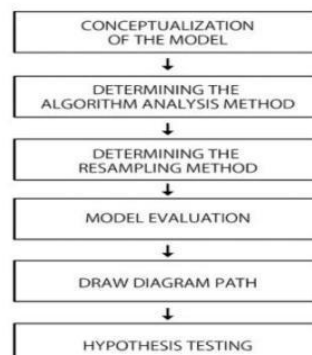 CONCEPTUALIZATION
OF THE MODEL
DETERMINING THE
ALGORITHM ANALYSIS METHOD
DETERMINING THE
RESAMPLING METHOD
MODEL EVALUATION
DRAW DIAGRAM PATH
HYPOTHESIS TESTING